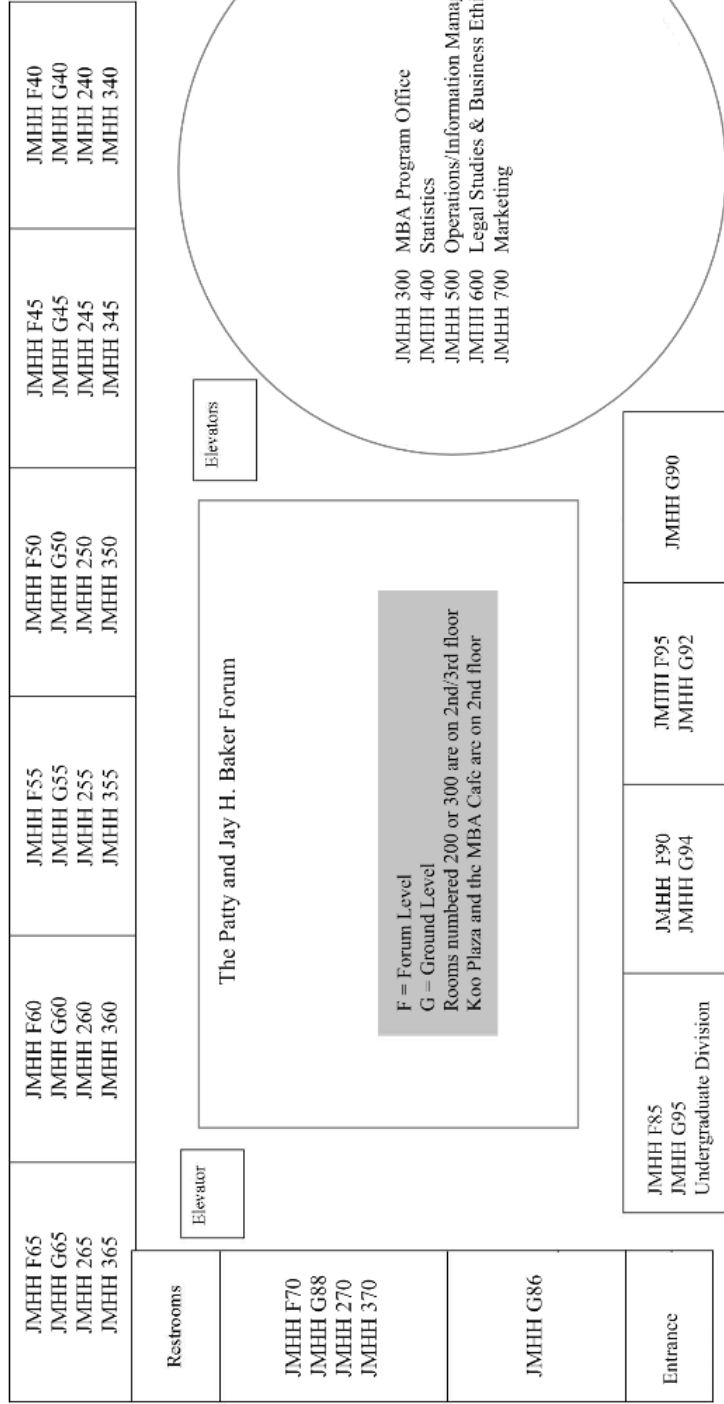 JMHH F65
JMHH G65
JMHH 265
JMHH 365
JMHH F60
JMHH G60
JMHH 260
JMHH 360
JMHH F55
JMHH G55
JMHH 255
JMHH 355
JMHH F50
JMHH G50
JMHH 250
JMHH 350
JMHH F45
JMHH G45
JMHH 245
JMHH 345
JMHH F40
JMHH G40
JMHH 240
JMHH 340
Restrooms
Elevator
Elevators
The Patty and Jay H. Baker Forum
JMHH F70
JMHH G88
JMHH 270
JMHH 370
F = Forum Level
G = Ground Level
Rooms numbered 200 or 300 are on 2nd/3rd floor
Koo Plaza and the MBA Cafe are on 2nd floor
JMHH 300 MBA Program Office
JMHH 400 Statistics
JMHH 500 Operations/Information Manag
JMHH 600 Legal Studies & Business Ethi
JMHH 700 Marketing
JMHH G86
Entrance
JMHH F85
JMHH G95
Undergraduate Division
JMHH F90
JMHH G94
JMHH F95
JMHH G92
JMHH G90